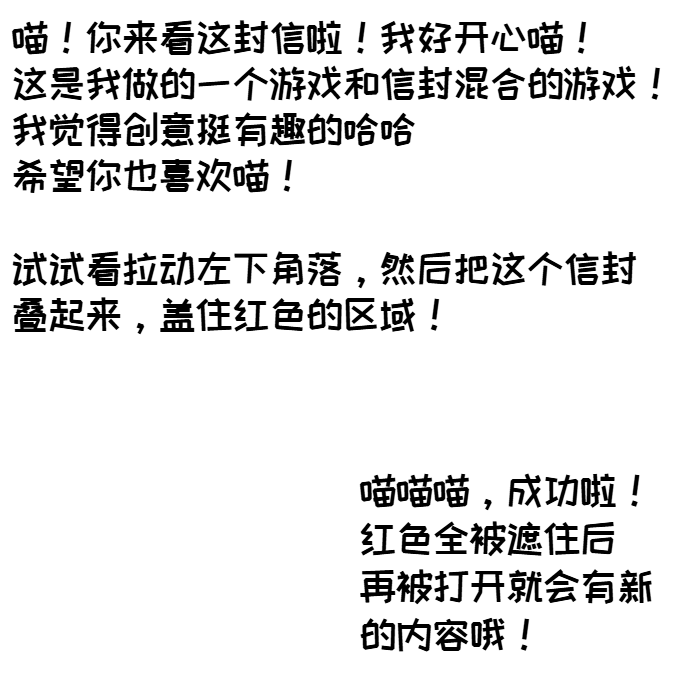 喵！你来看这封信啦！我好开心喵！
这是我做的一个游戏和信封混合的游戏！
我觉得创意挺有趣的哈哈
希望你也喜欢喵！
试试看拉动左下角落，然后把这个信封
叠起来，盖住红色的区域！
喵喵喵，成功啦！
红色全被遮住后
再被打开就会有新
的内容哦！